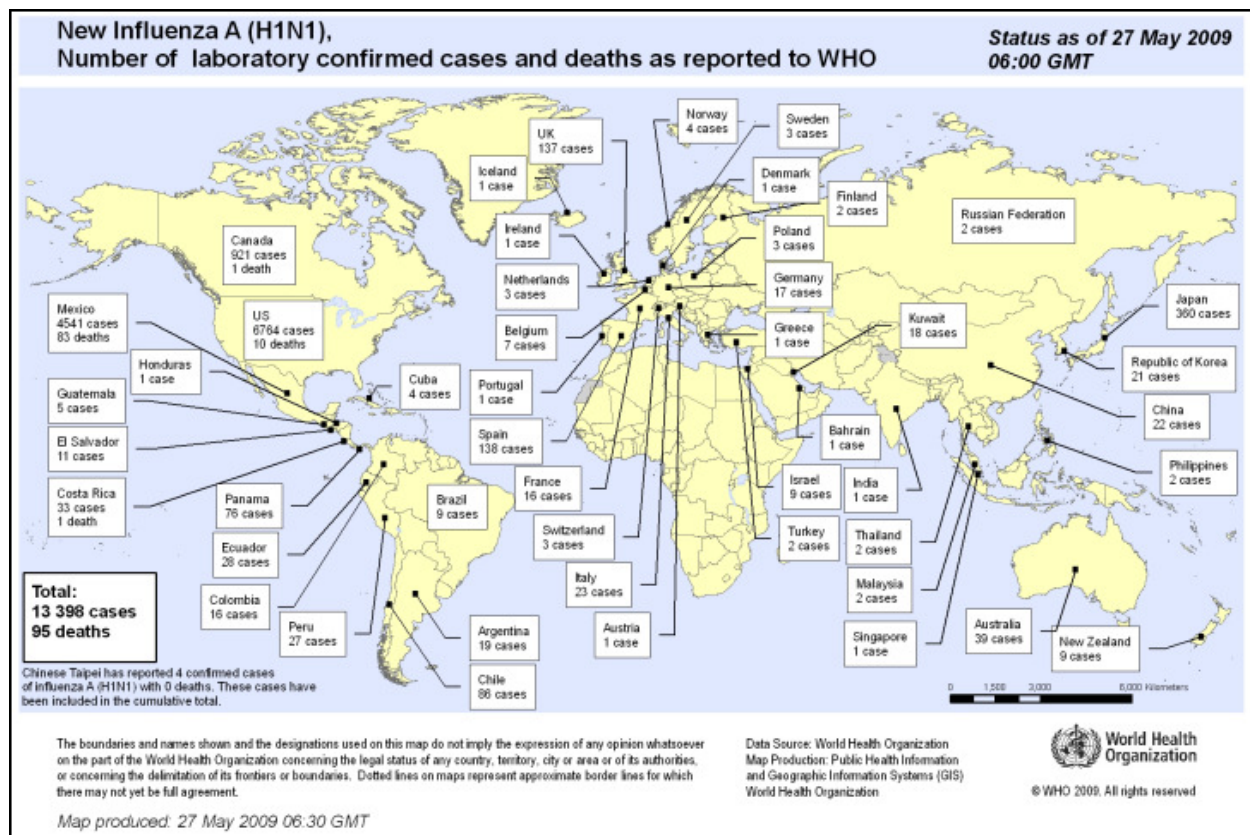 New Influenza A (H1N1),
Number of laboratory confirmed cases and deaths as reported to WHO
Status as of 27 May 2009
06:00 GMT
Norway
4 cases
Sweden
3 cases
UK
137 cases
Iceland
1 case
Denmark
1 case
Finland
2 cases
Russian Federation
2 cases
Ireland
1 case
Poland
3 cases
Canada
921 cases
1 death
Netherlands
3 cases
Germany
17 cases
Mexico
4541 cases
83 deaths
US
6764 cases
10 deaths
Kuwait
18 cases
Japan
360 cases
Belgium
7 cases
Greece
1 case
Honduras
1 case
Cuba
4 cases
Republic of Korea
21 cases
Guatemala
5 cases
Portugal
1 case
China
22 cases
El Salvador
11 cases
Spain
138 cases
Bahrain
1 case
Philippines
2 cases
Costa Rica
33 cases
1 death
Panama
76 cases
Brazil
9 cases
France
16 cases
Israel
9 cases
India
1 case
Ecuador
28 cases
Switzerland
3 cases
Turkey
2 cases
Thailand
2 cases
Total:
13 398 cases
95 deaths
Colombia
16 cases
Italy
23 cases
Malaysia
2 cases
Peru
27 cases
Argentina
19 cases
Austria
1 case
Singapore
1 case
Australia
39 cases
New Zealand
9 cases
Chile
86 cases
Chinese Taipei has reported 4 confirmed cases
of influenza A (H1N1) with 0 deaths. These cases have
been included in the cumulative total.
0 1,500 3,000 6,000 Kilometers
The boundaries and names shown and the designations used on this map do not imply the expression of any opinion whatsoever
on the part of the World Health Organization concerning the legal status of any country, territory, city or area or of its authorities,
or concerning the delimitation of its frontiers or boundaries. Dotted lines on maps represent approximate border lines for which
there may not yet be full agreement.
Data Source: World Health Organization
Map Production: Public Health Information
and Geographic Information Systems (GIS)
World Health Organization
World Health
Organization
© WHO 2009. All rights reserved
Map produced: 27 May 2009 06:30 GMT